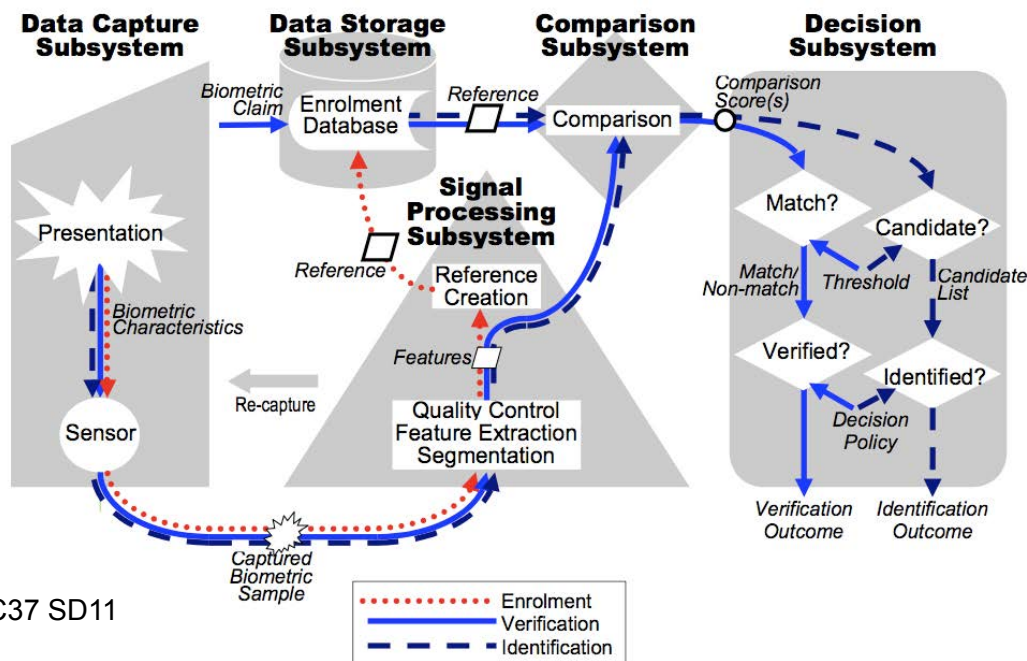 Data Capture
Subsystem
Data Storage
Subsystem
Comparison
Subsystem
Decision
Subsystem
Biometric
Claim
Enrolment
Database
Reference
Comparison
Comparison
Score(s)
Presentation
Signal
Processing
Subsystem
Match?
Candidate?
Reference
Reference
Creation
Match/
Non-match
Threshold
Candidate
List
Biometric
Characteristics
Features
Verified?
Identified?
Re-capture
Sensor
Quality Control
Feature Extraction
Segmentation
Decision
Policy
Verification
Outcome
Identification
Outcome
Captured
Biometric
Sample
C37 SD11
Enrolment
Verification
Identification